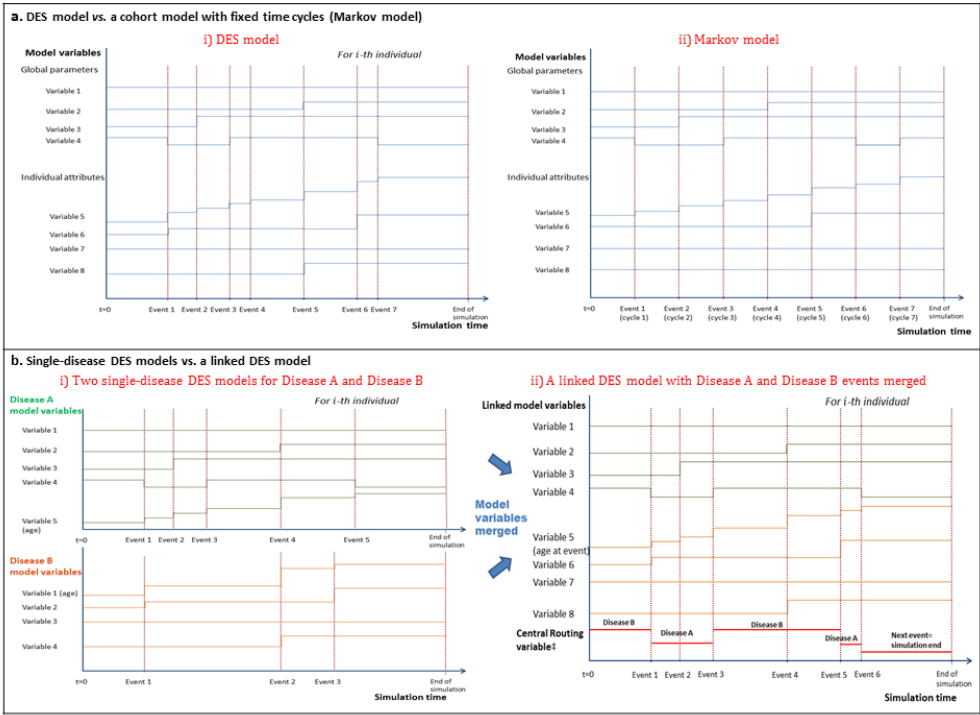 a. DES model vs. a cohort model with fixed time cycles (Markov model)
i) DES model
For i-th individual
Model variables
Global parameters
Variable 1
Variable 2
Variable 3
Variable 4
Individual attributes
Variable 5
Variable 6
Variable 7
Variable 8
t=0
Event 1
Event 2
Event 3
Event 4
Event 5
Event 6
Event 7
End of
simulation
Simulation time
ii) Markov model
Model variables
Global parameters
Variable 1
Variable 2
Variable 3
Variable 4
Individual attributes
Variable 5
Variable 6
Variable 7
Variable 8
t=0
Event 1
(cycle 1)
Event 2
(cycle 2)
Event 3
(cycle 3)
Event 4
(cycle 4)
Event 5
(cycle 5)
Event 6
(cycle 6)
Event 7
(cycle 7)
End of
simulation
Simulation time
b. Single-disease DES models vs. a linked DES model
i) Two single-disease DES models for Disease A and Disease B
Disease A
model variables
For i-th individual
Variable 1
Variable 2
Variable 3
Variable 4
Variable 5
(age)
t=0
Event 1
Event 2
Event 3
Event 4
Event 5
End of
simulation
Disease B
model variables
Variable 1 (age)
Variable 2
Variable 3
Variable 4
t=0
Event 1
Event 2
Event 3
End of
simulation
Simulation time
Model
variables
merged
ii) A linked DES model with Disease A and Disease B events merged
Linked model variables
For i-th individual
Variable 1
Variable 2
Variable 3
Variable 4
Variable 5
(age at event)
Variable 6
Variable 7
Variable 8
Central Routing
variable‡
Disease B
Disease A
Disease B
Disease A
Next event=
simulation end
t=0
Event 1
Event 2
Event 3
Event 4
Event 5
Event 6
End of
simulation
Simulation time